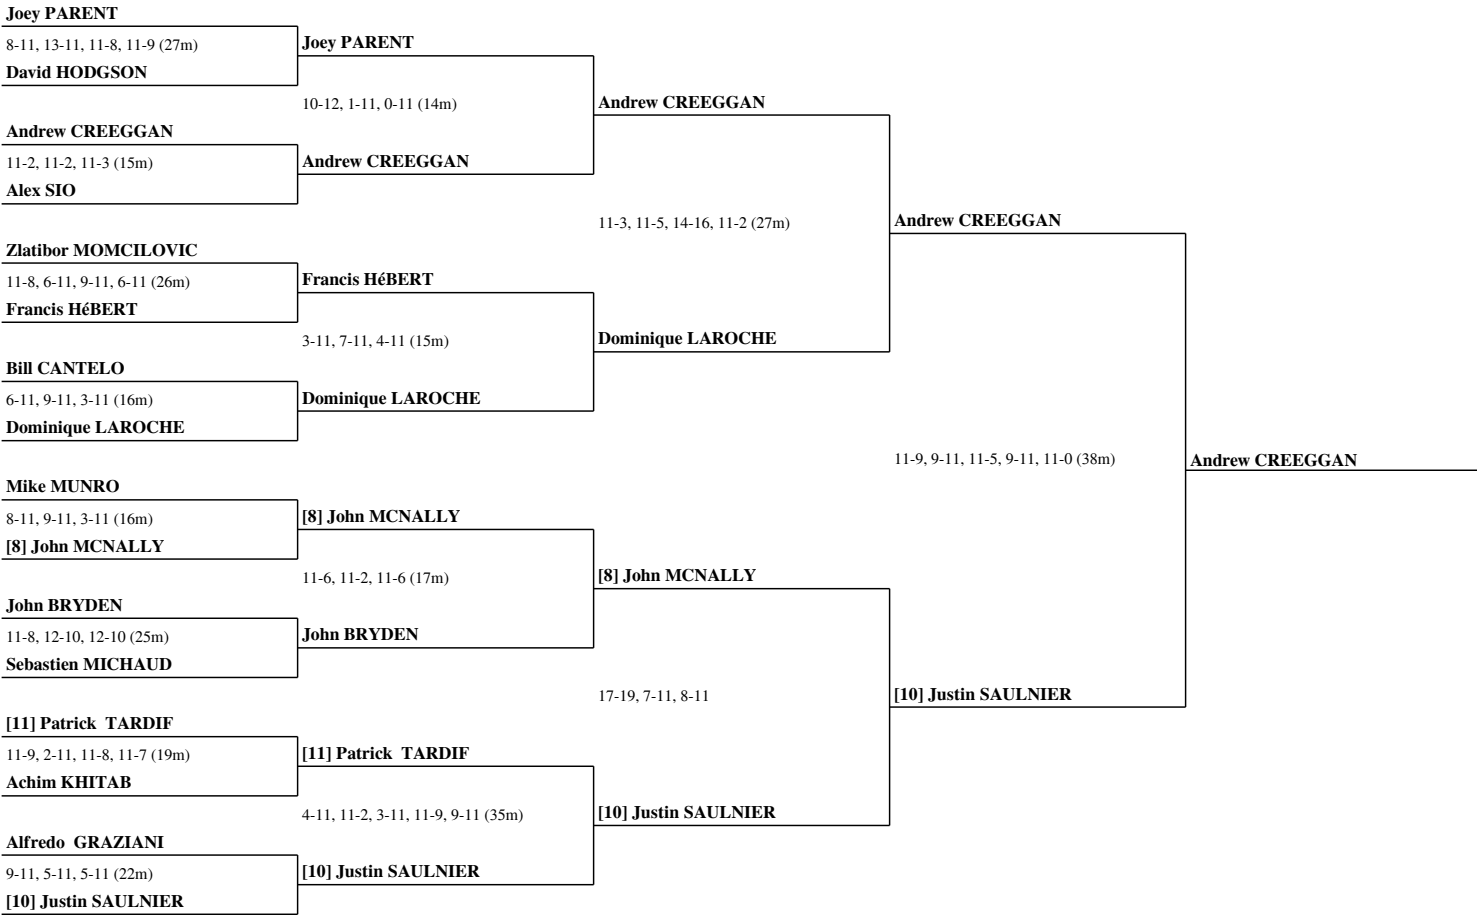 Joey PARENT
8-11, 13-11, 11-8, 11-9 (27m)
David HODGSON
Andrew CREEGGAN
11-2, 11-2, 11-3 (15m)
Alex SIO
Zlatibor MOMCILOVIC
11-8, 6-11, 9-11, 6-11 (26m)
Francis HéBERT
Bill CANTELO
6-11, 9-11, 3-11 (16m)
Dominique LAROCHE
Mike MUNRO
8-11, 9-11, 3-11 (16m)
[8] John MCNALLY
John BRYDEN
11-8, 12-10, 12-10 (25m)
Sebastien MICHAUD
[11] Patrick  TARDIF
11-9, 2-11, 11-8, 11-7 (19m)
Achim KHITAB
Alfredo  GRAZIANI
9-11, 5-11, 5-11 (22m)
[10] Justin SAULNIER
Joey PARENT
10-12, 1-11, 0-11 (14m)
Andrew CREEGGAN
Francis HéBERT
3-11, 7-11, 4-11 (15m)
Dominique LAROCHE
[8] John MCNALLY
11-6, 11-2, 11-6 (17m)
John BRYDEN
[11] Patrick  TARDIF
4-11, 11-2, 3-11, 11-9, 9-11 (35m)
[10] Justin SAULNIER
Andrew CREEGGAN
11-3, 11-5, 14-16, 11-2 (27m)
Dominique LAROCHE
[8] John MCNALLY
17-19, 7-11, 8-11
[10] Justin SAULNIER
Andrew CREEGGAN
11-9, 9-11, 11-5, 9-11, 11-0 (38m)
[10] Justin SAULNIER
Andrew CREEGGAN